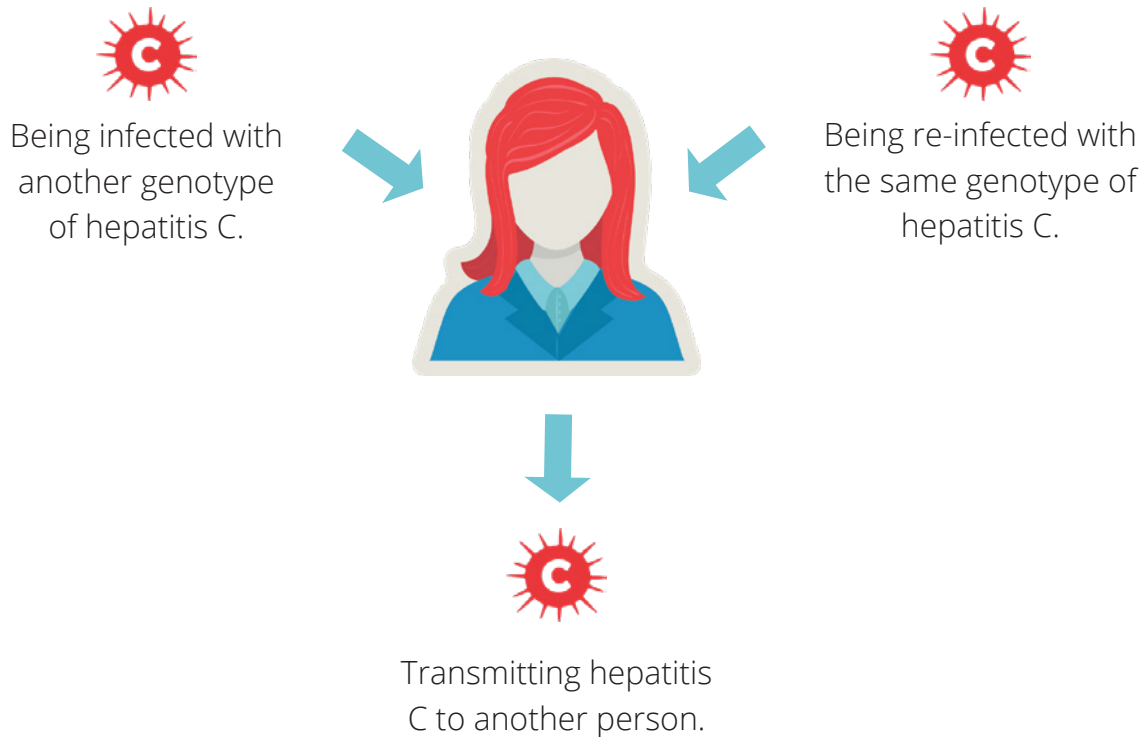 C
Being infected with
another genotype
of hepatitis C.
C
Being re-infected with
the same genotype of
hepatitis C.
C
Transmitting hepatitis
C to another person.